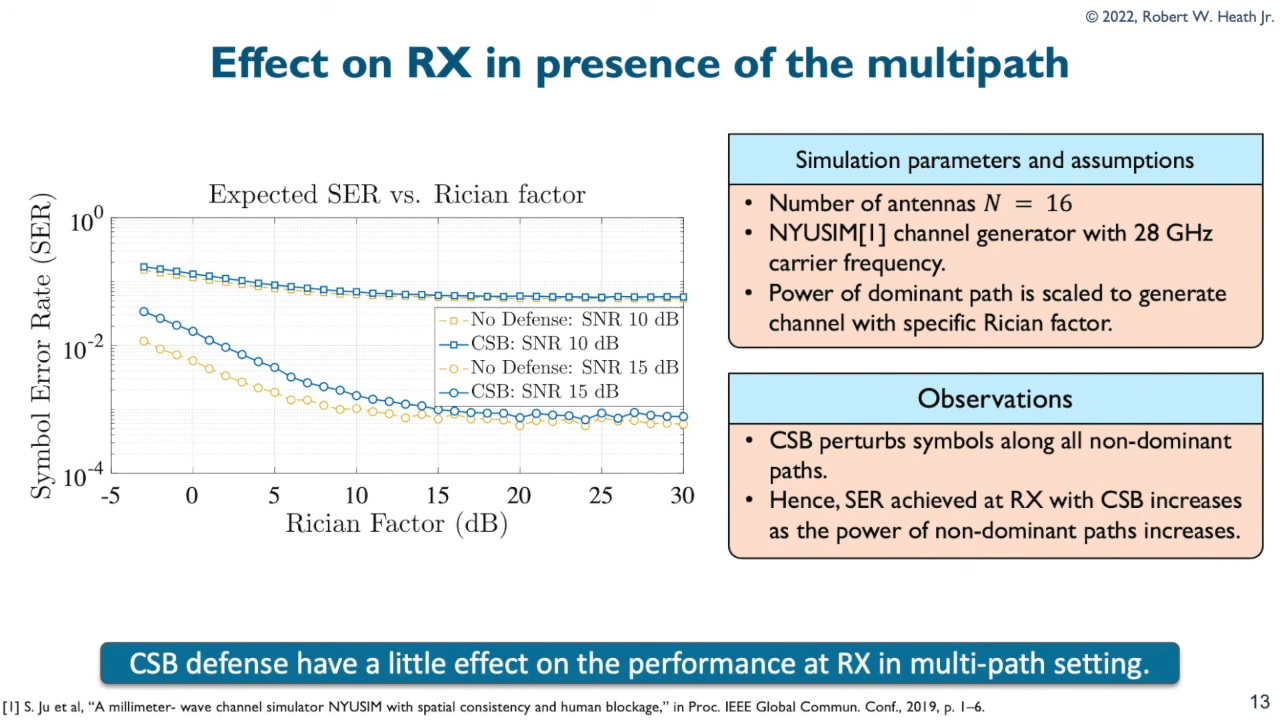 © 2022, Robert W. Heath Jr.
Effect on RX in presence of the multipath
Expected SER vs. Rician factor
Symbol Error Rate (SER)
10^0
10^-2
10^-4
-5 0 5 10 15 20 25 30
Rician Factor (dB)
No Defense: SNR 10 dB
CSB: SNR 10 dB
No Defense: SNR 15 dB
CSB: SNR 15 dB
Simulation parameters and assumptions
• Number of antennas N = 16
• NYUSIM[1] channel generator with 28 GHz
carrier frequency.
• Power of dominant path is scaled to generate
channel with specific Rician factor.
Observations
• CSB perturbs symbols along all non-dominant
paths.
• Hence, SER achieved at RX with CSB increases
as the power of non-dominant paths increases.
CSB defense have a little effect on the performance at RX in multi-path setting.
[1] S. Ju et al, “A millimeter- wave channel simulator NYUSIM with spatial consistency and human blockage,” in Proc. IEEE Global Commun. Conf., 2019, p. 1–6.
13